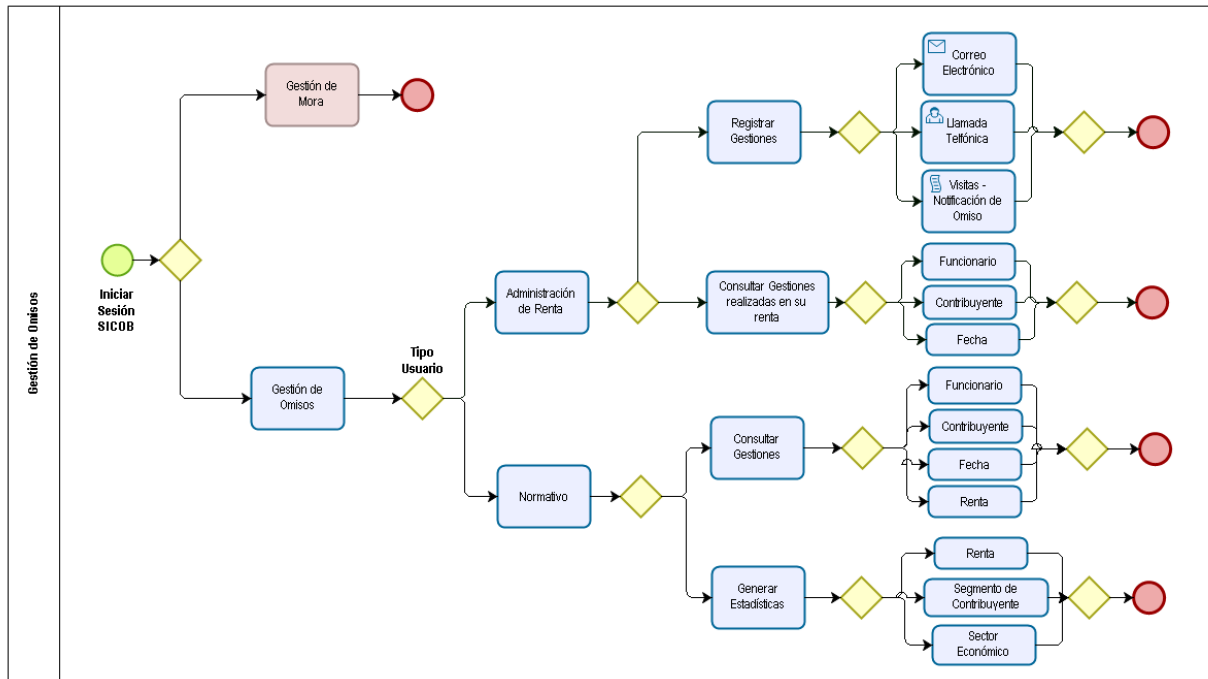 Gestión de Omisos
Iniciar
Sesión
SICOB
Gestión de
Mora
Gestión de
Omisos
Tipo
Usuario
Administración
de Renta
Normativo
Registrar
Gestiones
Consultar Gestiones
realizadas en su
renta
Consultar
Gestiones
Generar
Estadísticas
Correo
Electrónico
Llamada
Telfónica
Visitas -
Notificación de
Omiso
Funcionario
Contribuyente
Fecha
Funcionario
Contribuyente
Fecha
Renta
Renta
Segmento de
Contribuyente
Sector
Económico